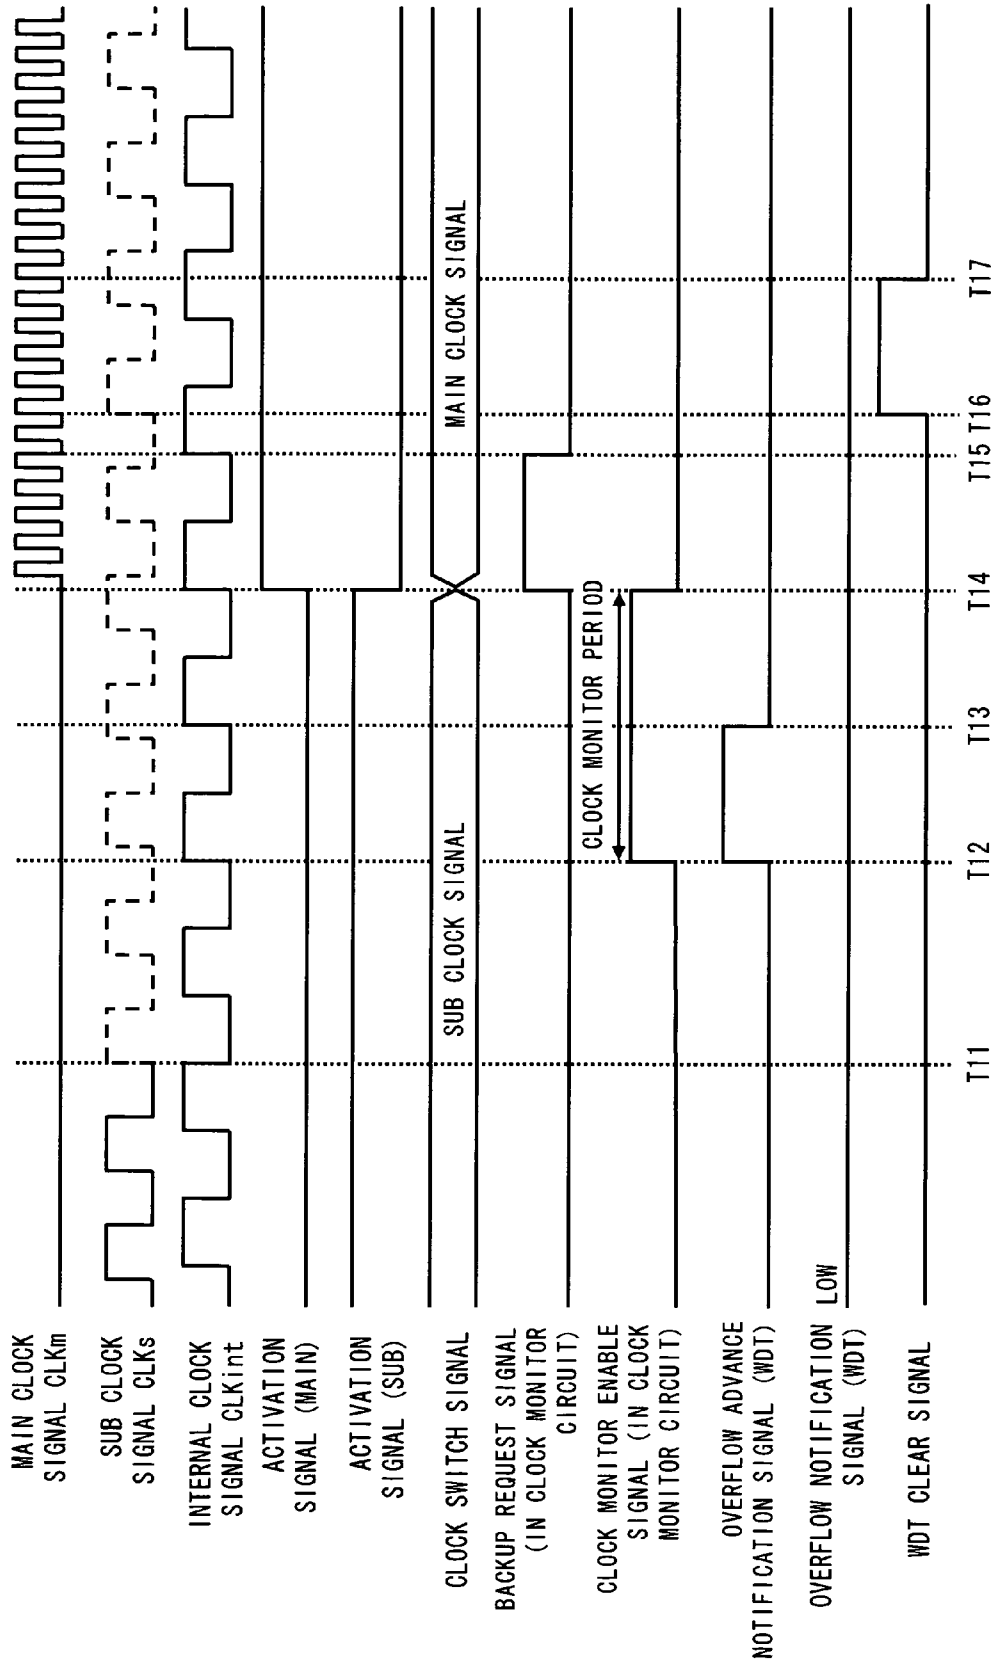 MAIN CLOCK
SIGNAL CLKm
SUB CLOCK
SIGNAL CLKs
INTERNAL CLOCK
SIGNAL CLKint
ACTIVATION
SIGNAL (MAIN)
ACTIVATION
SIGNAL (SUB)
CLOCK SWITCH SIGNAL
SUB CLOCK SIGNAL
MAIN CLOCK SIGNAL
BACKUP REQUEST SIGNAL
(IN CLOCK MONITOR
CIRCUIT)
CLOCK MONITOR PERIOD
CLOCK MONITOR ENABLE
SIGNAL (IN CLOCK
MONITOR CIRCUIT)
OVERFLOW ADVANCE
NOTIFICATION SIGNAL (WDT)
OVERFLOW NOTIFICATION
SIGNAL (WDT)
LOW
WDT CLEAR SIGNAL
T11 T12 T13 T14 T15 T16 T17